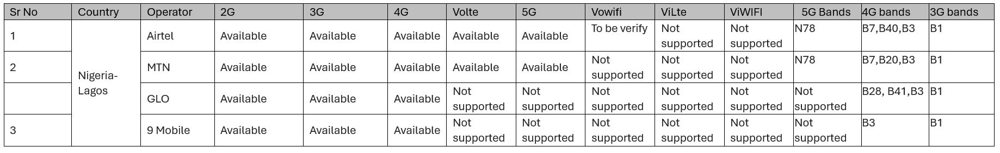 Sr No Country Operator 2G 3G 4G Volte 5G Vowifi ViLte ViWIFI 5G Bands 4G bands 3G bands
1 Nigeria-Lagos Airtel Available Available Available Available Available To be verify Not supported Not supported N78 B7,B40,B3 B1
2 MTN Available Available Available Available Available Not supported Not supported Not supported N78 B7,B20,B3 B1
GLO Available Available Available Not supported Not supported Not supported Not supported Not supported Not supported B28, B41,B3 B1
3 9 Mobile Available Available Available Not supported Not supported Not supported Not supported Not supported Not supported B3 B1